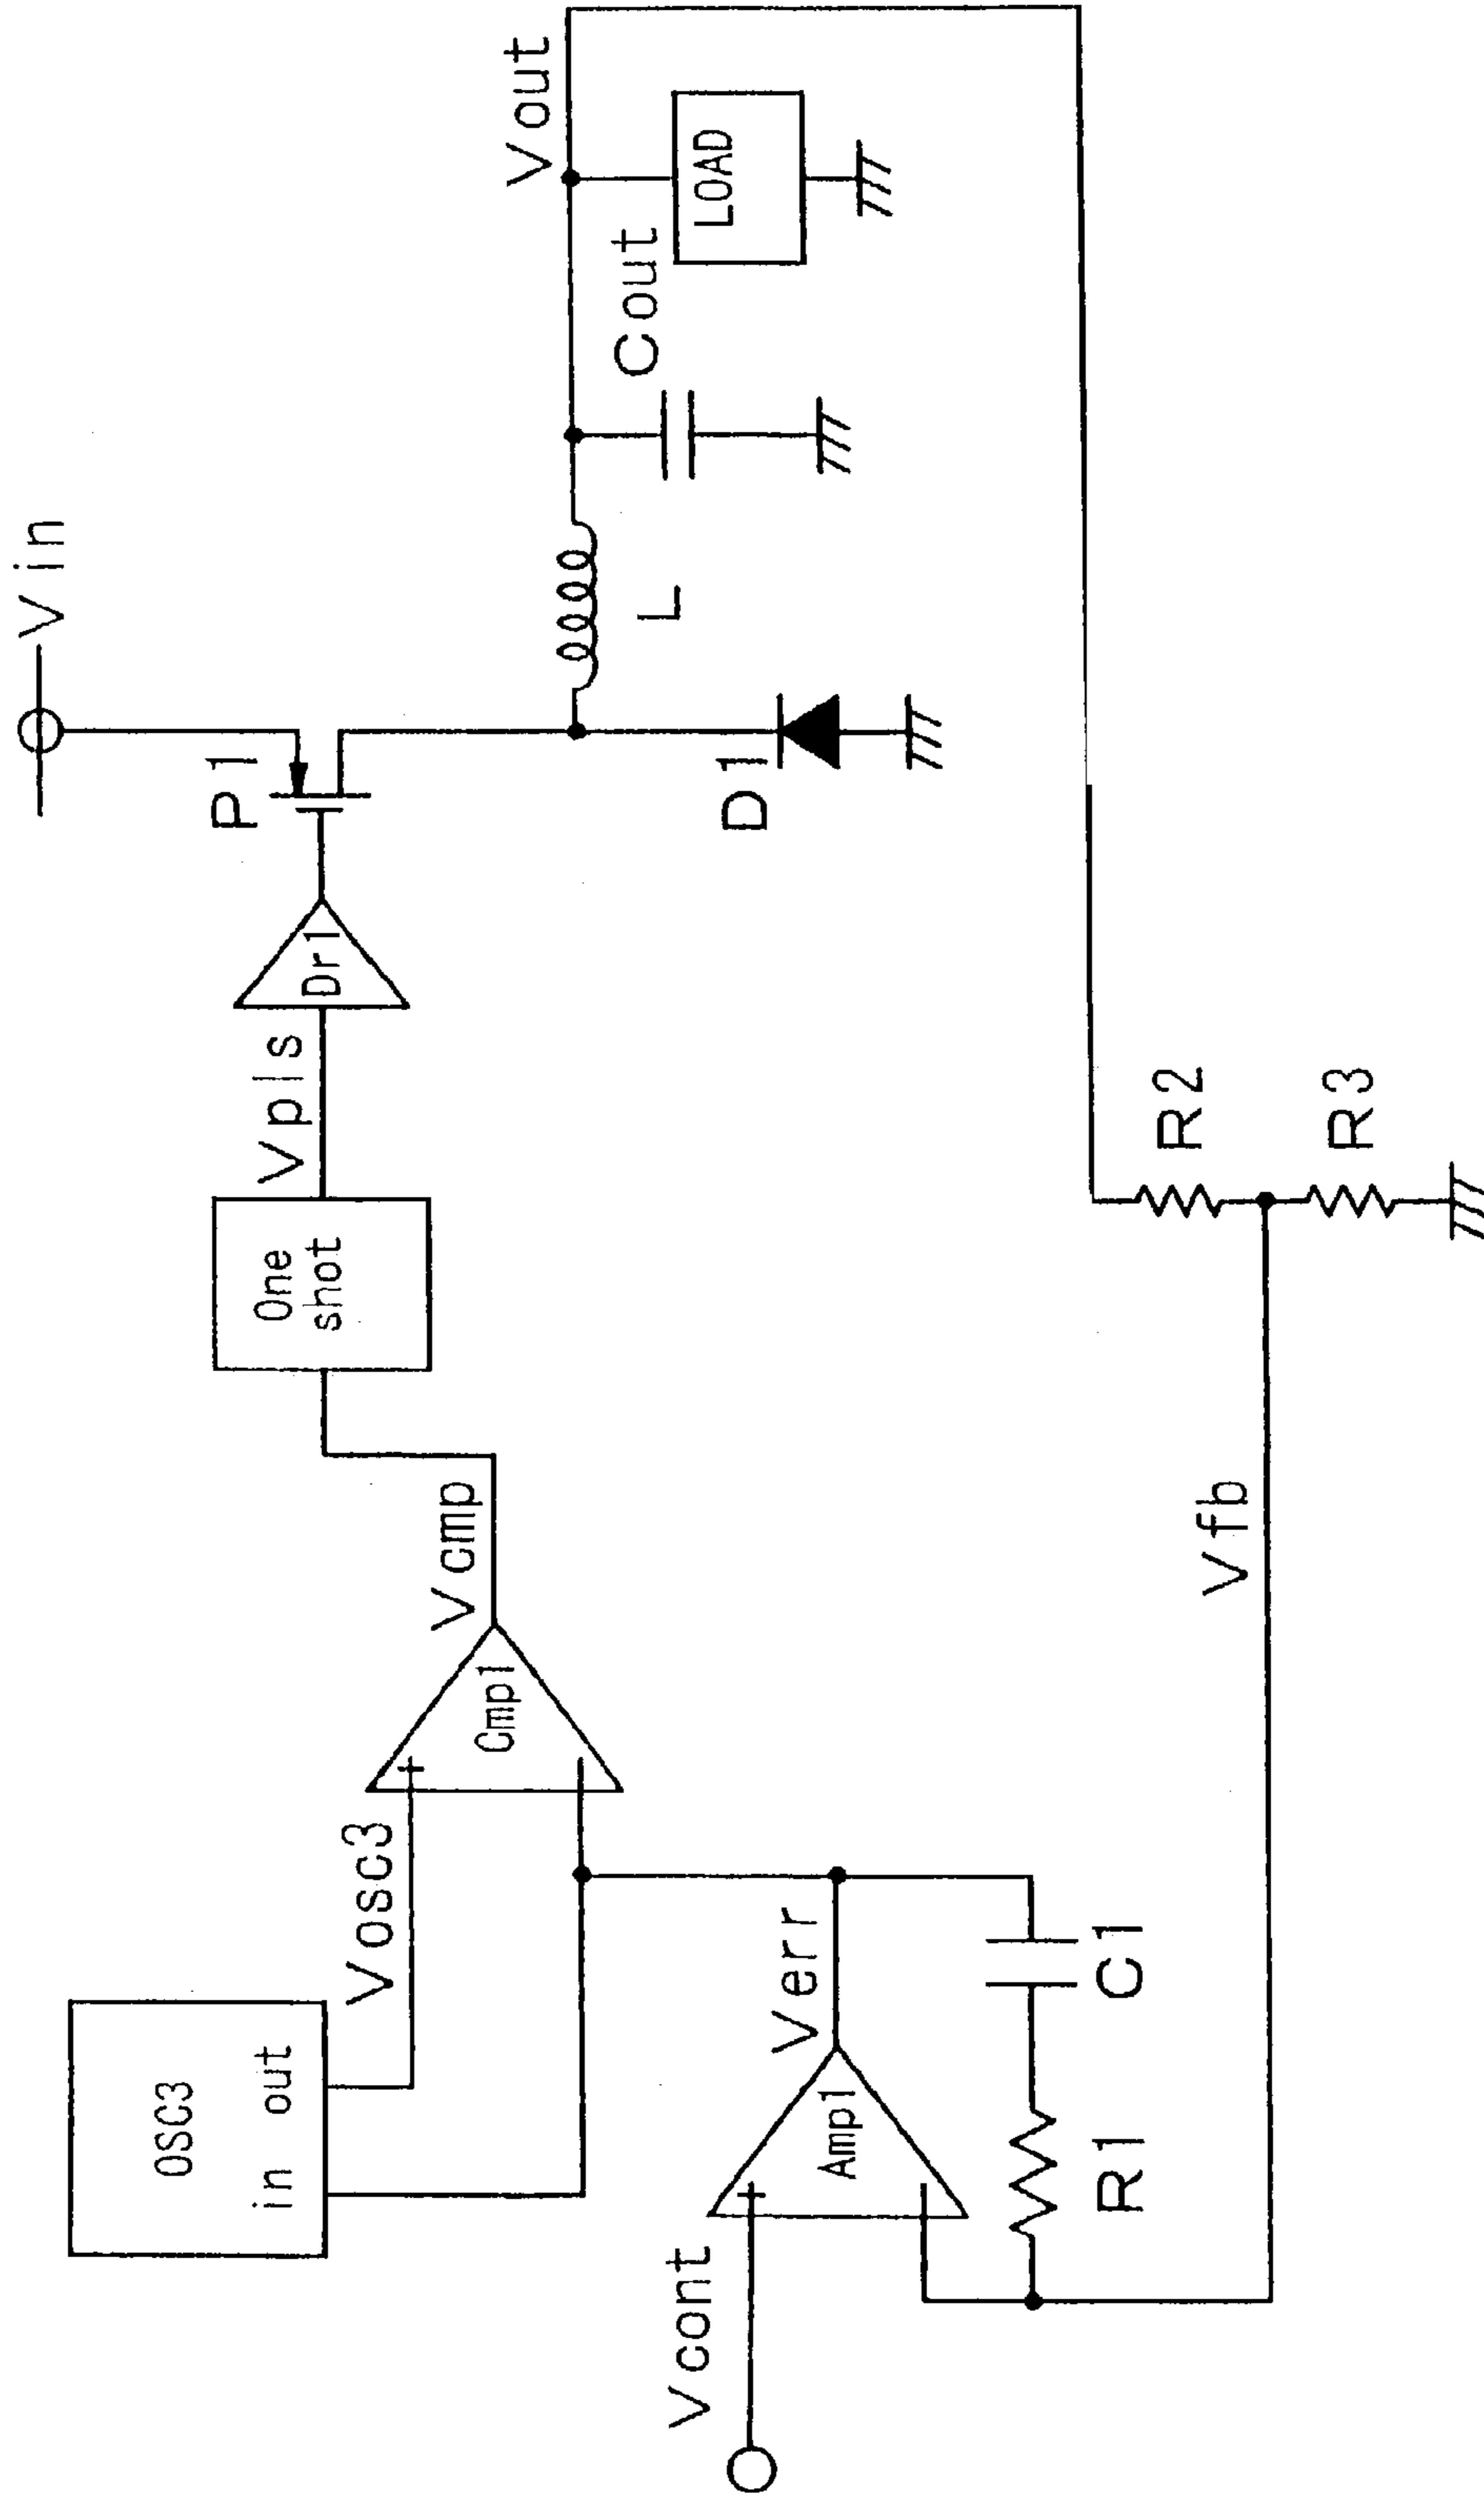 Vin
P1
Dr1
Vpls
One
shot
Vcmp
Cmp1
Vosc3
OSC3
in out
Vout
LOAD
Cout
L
D1
Vcont
Amp1
Verr
R1
C1
Vfb
R2
R3